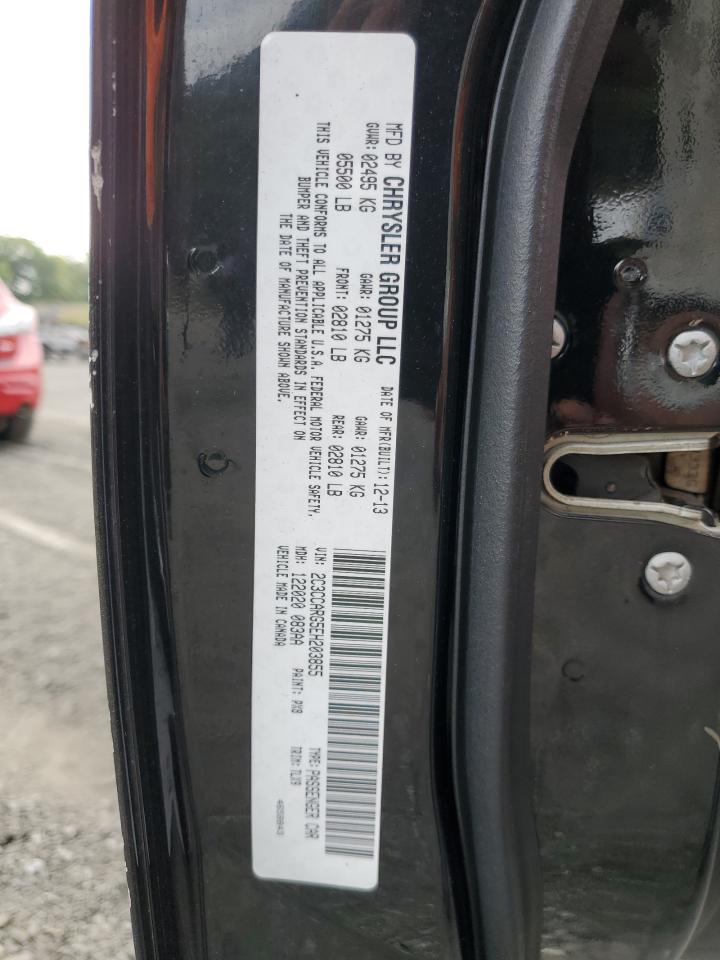 MFD BY CHRYSLER GROUP LLC DATE OF MFR(BUILT): 12-13
GVWR: 02495 KG GAWR: 01275 KG GAWR: 01275 KG
05500 LB FRONT: 02810 LB REAR: 02810 LB
THIS VEHICLE CONFORMS TO ALL APPLICABLE U.S.A. FEDERAL MOTOR VEHICLE SAFETY,
BUMPER AND THEFT PREVENTION STANDARDS IN EFFECT ON
THE DATE OF MANUFACTURE SHOWN ABOVE.
VIN: 2C3CCARG5EH203855 TYPE: PASSENGER CAR
MDH: 122020 083AA PAINT: PX8 TRIM: TLX9
VEHICLE MADE IN CANADA